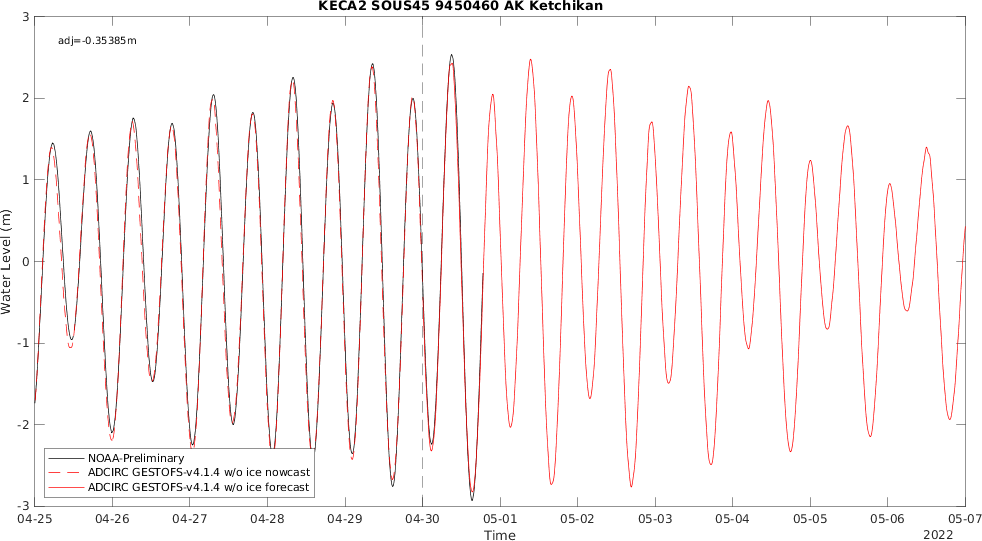 KECA2 SOUS45 9450460 AK Ketchikan
adj=-0.35385m
3
2
1
0
-1
-2
-3
Water Level (m)
NOAA-Preliminary
ADCIRC GESTOFS-v4.1.4 w/o ice nowcast
ADCIRC GESTOFS-v4.1.4 w/o ice forecast
04-25 04-26 04-27 04-28 04-29 04-30 05-01 05-02 05-03 05-04 05-05 05-06 05-07
Time
2022